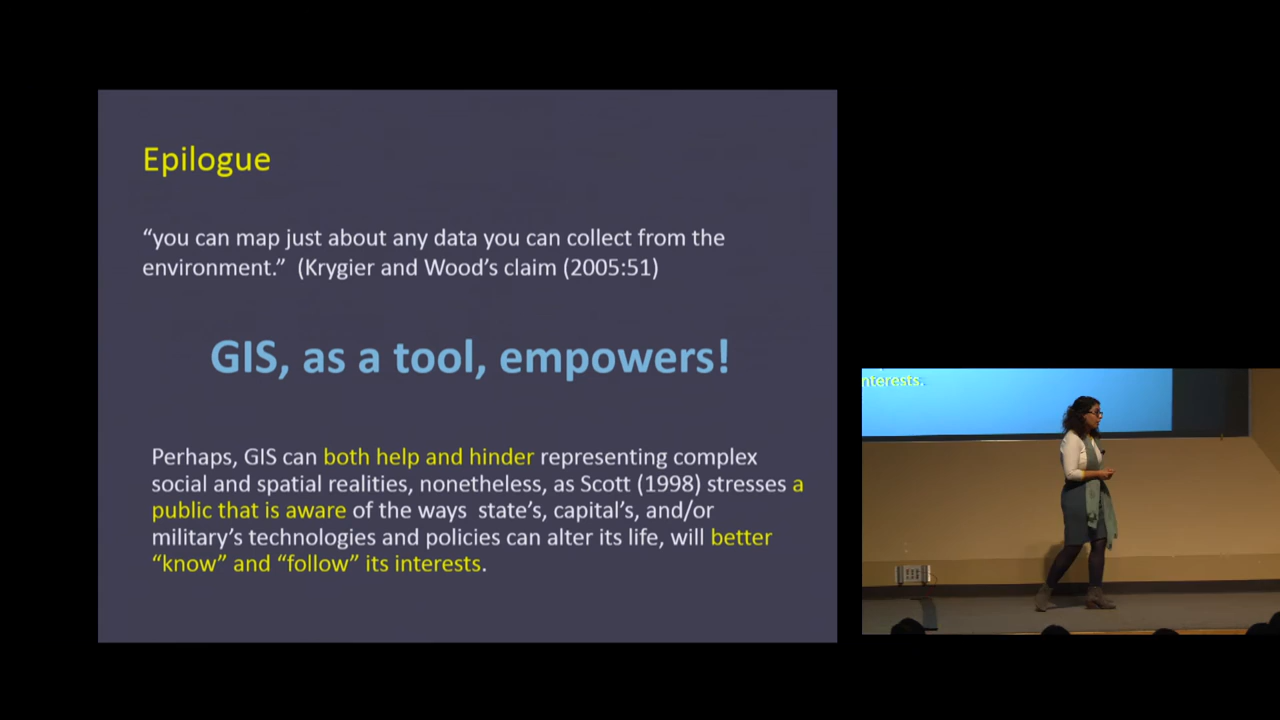 Epilogue
“you can map just about any data you can collect from the
environment.” (Krygier and Wood’s claim (2005:51)
GIS, as a tool, empowers!
Perhaps, GIS can both help and hinder representing complex
social and spatial realities, nonetheless, as Scott (1998) stresses a
public that is aware of the ways state’s, capital’s, and/or
military’s technologies and policies can alter its life, will better
“know” and “follow” its interests.
nterests.